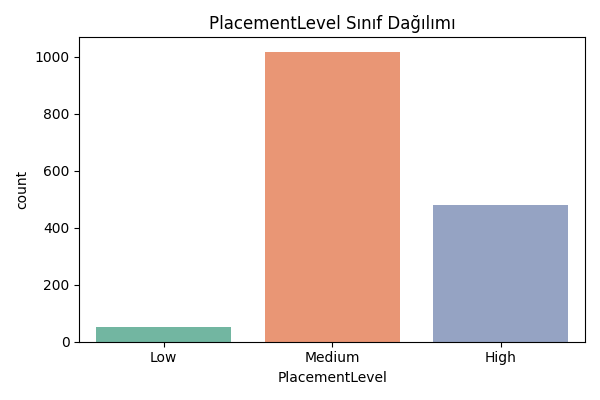 PlacementLevel Sınıf Dağılımı
1000
800
600
400
200
0
count
Low Medium High
PlacementLevel